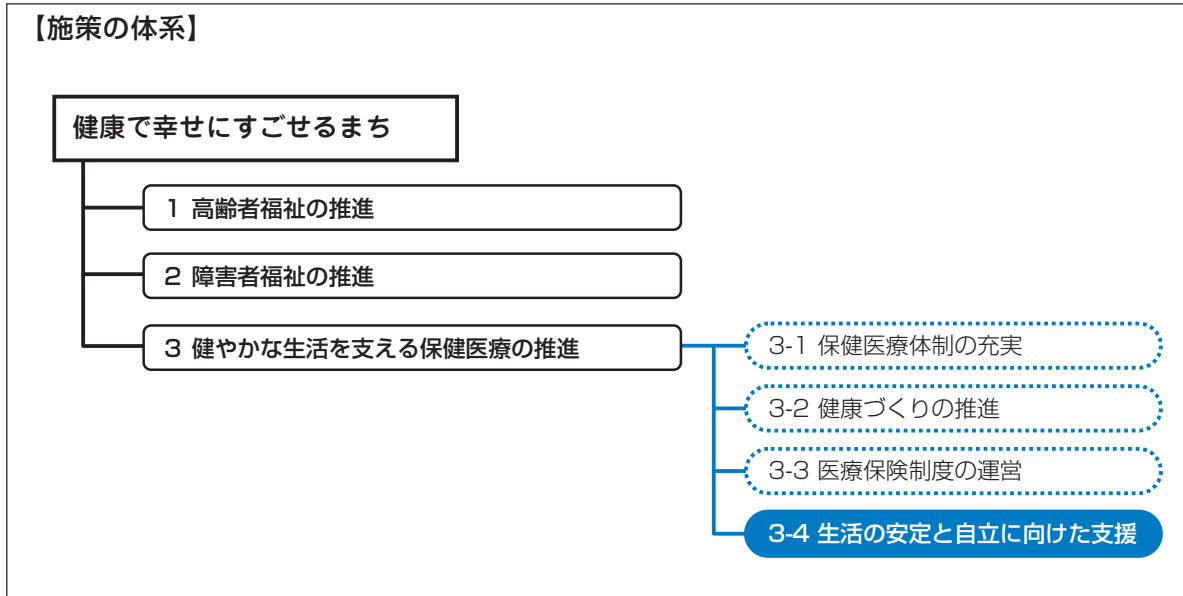 【施策の体系】
健康で幸せにすごせるまち
1 高齢者福祉の推進
2 障害者福祉の推進
3 健やかな生活を支える保健医療の推進
3-1 保健医療体制の充実
3-2 健康づくりの推進
3-3 医療保険制度の運営
3-4 生活の安定と自立に向けた支援